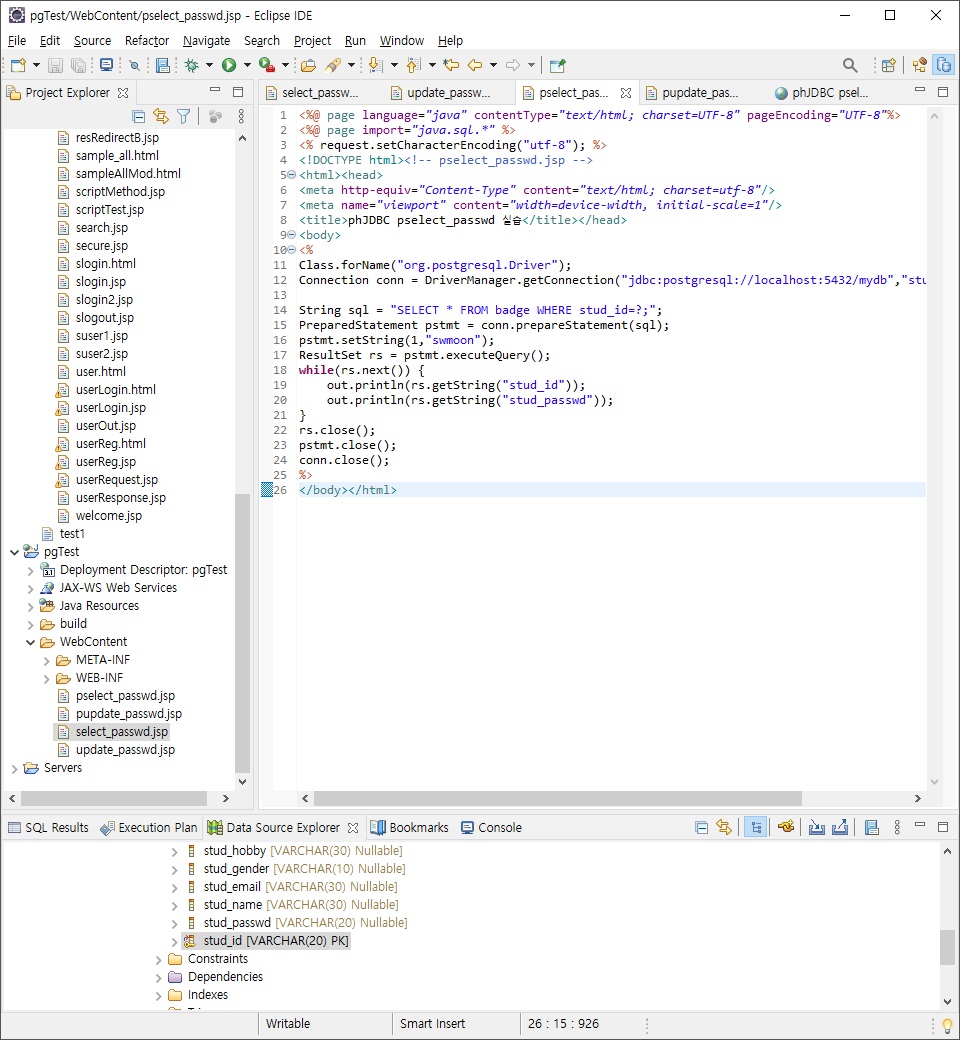 pgTest/WebContent/pselect_passwd.jsp - Eclipse IDE
File Edit Source Refactor Navigate Search Project Run Window Help
Project Explorer
select_passw...
update_passw...
pselect_pas...
pupdate_pas...
phJDBC psel...
resRedirectB.jsp
sample_all.html
sampleAllMod.html
scriptMethod.jsp
scriptTest.jsp
search.jsp
secure.jsp
slogin.html
slogin.jsp
slogin2.jsp
slogout.jsp
suser1.jsp
suser2.jsp
user.html
userLogin.html
userLogin.jsp
userOut.jsp
userReg.html
userReg.jsp
userRequest.jsp
userResponse.jsp
welcome.jsp
test1
pgTest
3.1 Deployment Descriptor: pgTest
JAX-WS Web Services
Java Resources
build
WebContent
META-INF
WEB-INF
pselect_passwd.jsp
pupdate_passwd.jsp
select_passwd.jsp
update_passwd.jsp
Servers
1 <%@ page language="java" contentType="text/html; charset=UTF-8" pageEncoding="UTF-8"%>
2 <%@ page import="java.sql.*" %>
3 <% request.setCharacterEncoding("utf-8"); %>
4 <!DOCTYPE html><!-- pselect_passwd.jsp -->
5 <html><head>
6 <meta http-equiv="Content-Type" content="text/html; charset=utf-8"/>
7 <meta name="viewport" content="width=device-width, initial-scale=1"/>
8 <title>phJDBC pselect_passwd 실습</title></head>
9 <body>
10 <%
11 Class.forName("org.postgresql.Driver");
12 Connection conn = DriverManager.getConnection("jdbc:postgresql://localhost:5432/mydb","stu
13
14 String sql = "SELECT * FROM badge WHERE stud_id=?;";
15 PreparedStatement pstmt = conn.prepareStatement(sql);
16 pstmt.setString(1,"swmoon");
17 ResultSet rs = pstmt.executeQuery();
18 while(rs.next()) {
19 out.println(rs.getString("stud_id"));
20 out.println(rs.getString("stud_passwd"));
21 }
22 rs.close();
23 pstmt.close();
24 conn.close();
25 %>
26 </body></html>
SQL Results Execution Plan Data Source Explorer Bookmarks Console
stud_hobby [VARCHAR(30) Nullable]
stud_gender [VARCHAR(10) Nullable]
stud_email [VARCHAR(30) Nullable]
stud_name [VARCHAR(30) Nullable]
stud_passwd [VARCHAR(20) Nullable]
stud_id [VARCHAR(20) PK]
Constraints
Dependencies
Indexes
Writable Smart Insert 26 : 15 : 926